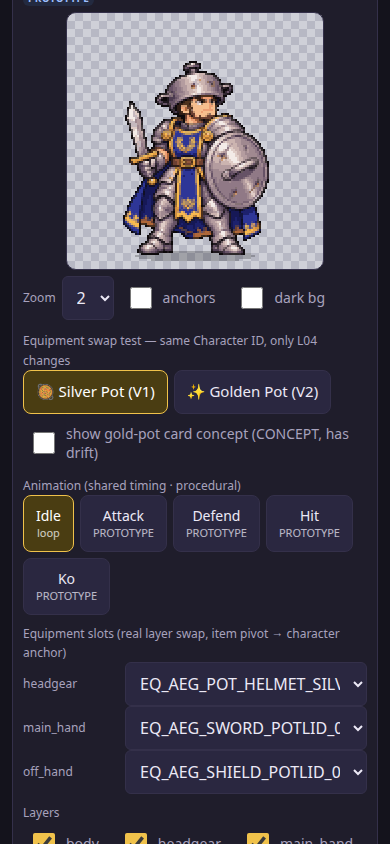 PROTOTYPE
Zoom
2
anchors
dark bg
Equipment swap test — same Character ID, only L04
changes
Silver Pot (V1)
Golden Pot (V2)
show gold-pot card concept (CONCEPT, has
drift)
Animation (shared timing · procedural)
Idle
loop
Attack
PROTOTYPE
Defend
PROTOTYPE
Hit
PROTOTYPE
Ko
PROTOTYPE
Equipment slots (real layer swap, item pivot → character
anchor)
headgear
EQ_AEG_POT_HELMET_SILV
main_hand
EQ_AEG_SWORD_POTLID_0
off_hand
EQ_AEG_SHIELD_POTLID_0
Layers
body
headgear
main_hand